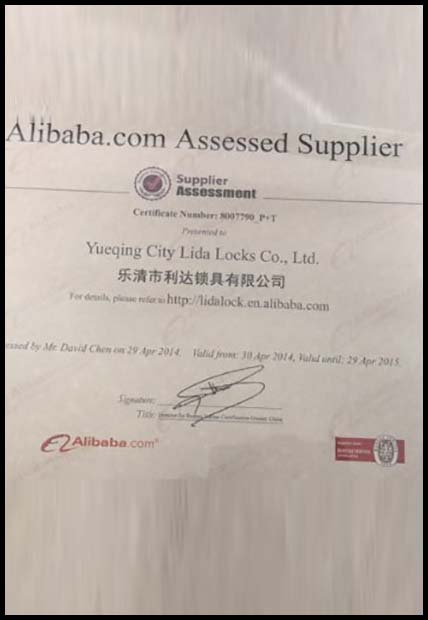 Alibaba.com Assessed Supplier
Supplier
Assessment
Certificate Number: 8007790_P+T
Presented to
Yueqing City Lida Locks Co., Ltd.
乐清市利达锁具有限公司
For details, please refer to http://lidalock.en.alibaba.com
essed by Mr. David Chen on 29 Apr 2014. Valid from: 30 Apr 2014, Valid until: 29 Apr 2015.
Signature:
Title:
Alibaba.com®